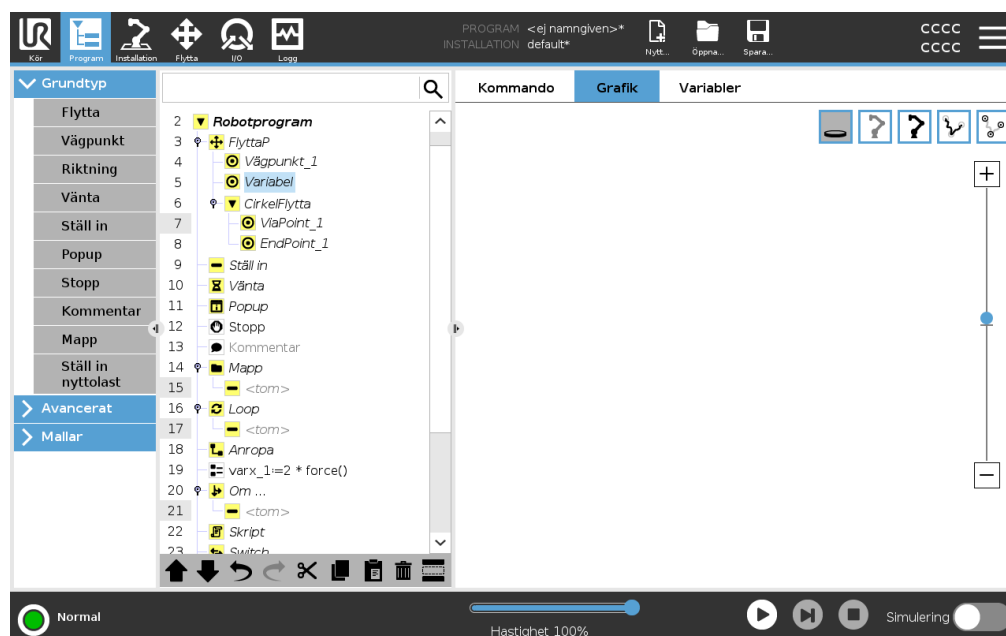 UR
PROGRAM <ej namngiven>*
INSTALLATION default*
CCCC
CCCC
Kör
Program
Installation
Flytta
I/O
Logg
Nytt...
Öppna...
Spara...
Grundtyp
Flytta
Vägpunkt
Riktning
Vänta
Ställ in
Popup
Stopp
Kommentar
Mapp
Ställ in
nyttolast
Avancerat
Mallar
2 Robotprogram
3 FlyttaP
4 Vägpunkt_1
5 Variabel
6 CirkelFlytta
7 ViaPoint_1
8 EndPoint_1
9 Ställ in
10 Vänta
11 Popup
12 Stopp
13 Kommentar
14 Mapp
15 <tom>
16 Loop
17 <tom>
18 Anropa
19 varx_1:=2 * force()
20 Om ...
21 <tom>
22 Skript
23 Switch
Kommando
Grafik
Variabler
Normal
Hastighet 100%
Simulering